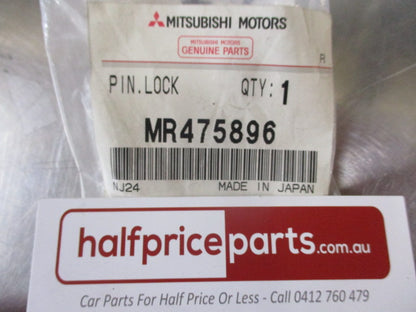 MITSUBISHI MOTORS
MITSUBISHI MOTORS
GENUINE PARTS
R
PIN.LOCK QTY:1
MR475896
NJ24 MADE IN JAPAN
halfpriceparts.com.au
Car Parts For Half Price Or Less - Call 0412 760 479